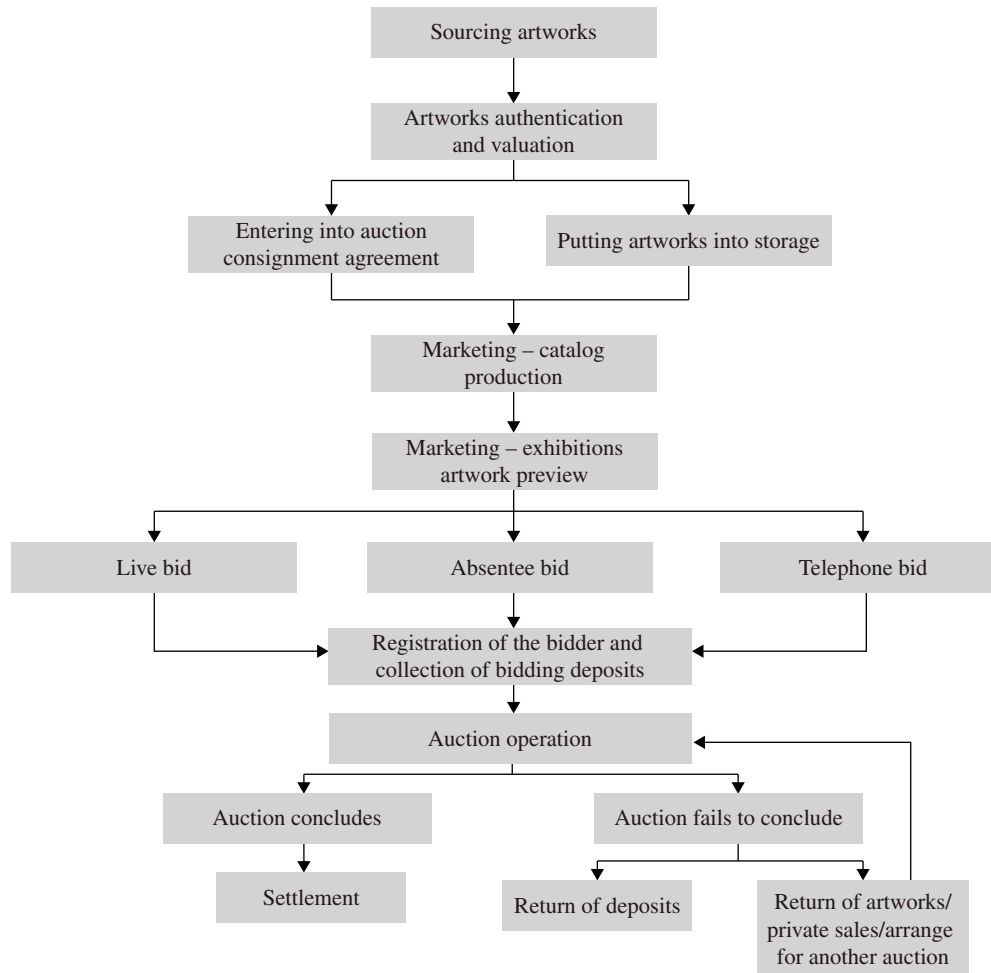 Sourcing artworks
Artworks authentication
and valuation
Entering into auction
consignment agreement
Putting artworks into storage
Marketing – catalog
production
Marketing – exhibitions
artwork preview
Live bid
Absentee bid
Telephone bid
Registration of the bidder and
collection of bidding deposits
Auction operation
Auction concludes
Auction fails to conclude
Settlement
Return of deposits
Return of artworks/
private sales/arrange
for another auction